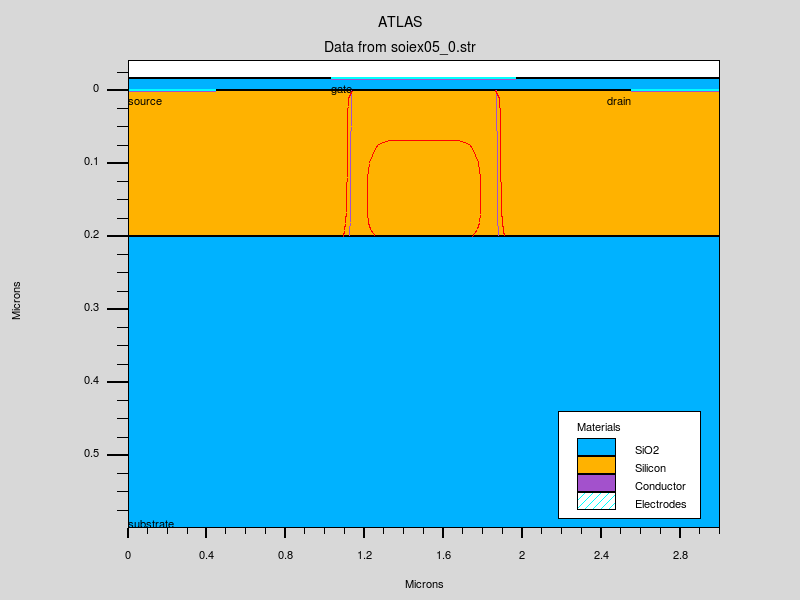 ATLAS
Data from soiex05_0.str
0
gate
source
drain
0.1
0.2
0.3
0.4
0.5
Microns
Materials
SiO2
Silicon
Conductor
Electrodes
substrate
0
0.4
0.8
1.2
1.6
2
2.4
2.8
Microns